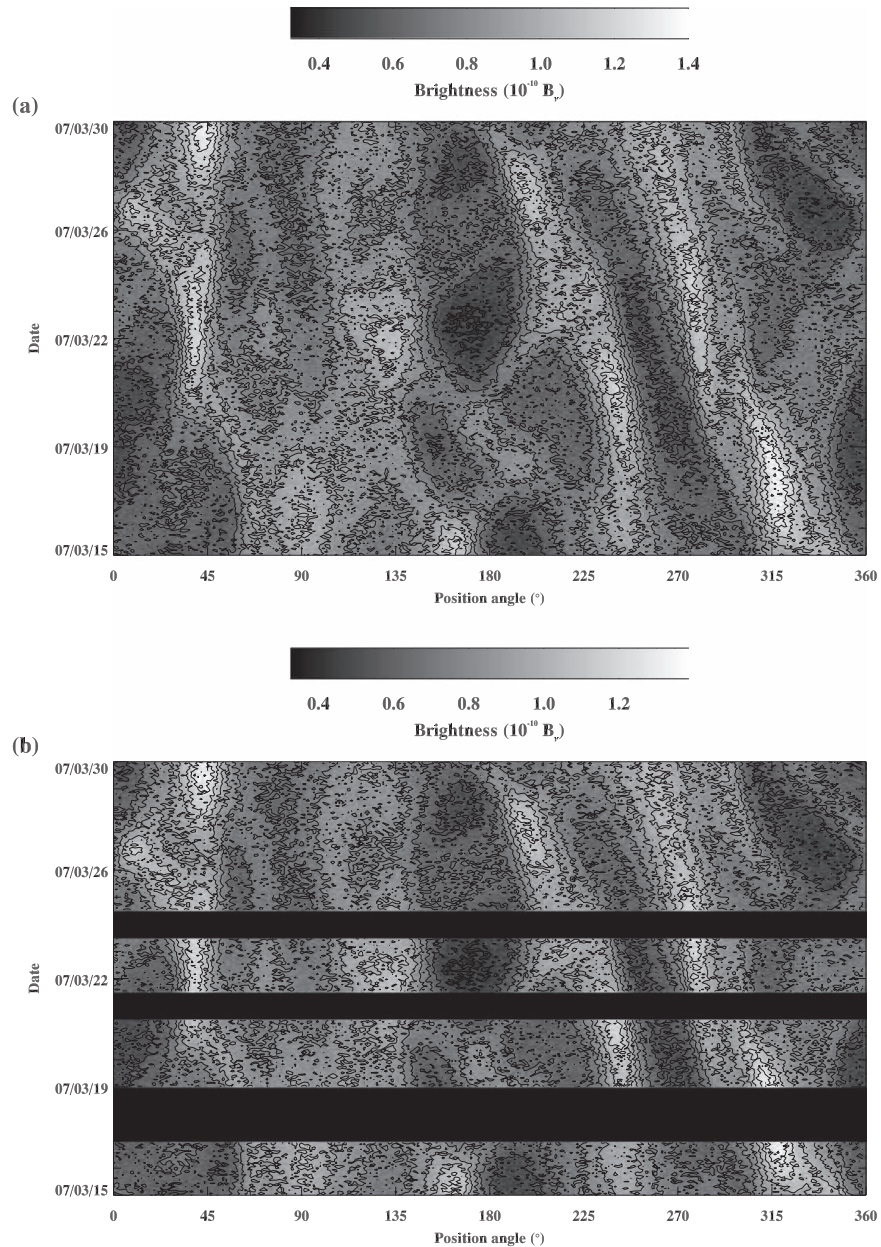 0.4 0.6 0.8 1.0 1.2 1.4
Brightness (10⁻¹⁰ Bᵧ)
(a)
07/03/30
07/03/26
07/03/22
07/03/19
07/03/15
Date
0 45 90 135 180 225 270 315 360
Position angle (°)
0.4 0.6 0.8 1.0 1.2
Brightness (10⁻¹⁰ Bᵧ)
(b)
07/03/30
07/03/26
07/03/22
07/03/19
07/03/15
Date
0 45 90 135 180 225 270 315 360
Position angle (°)